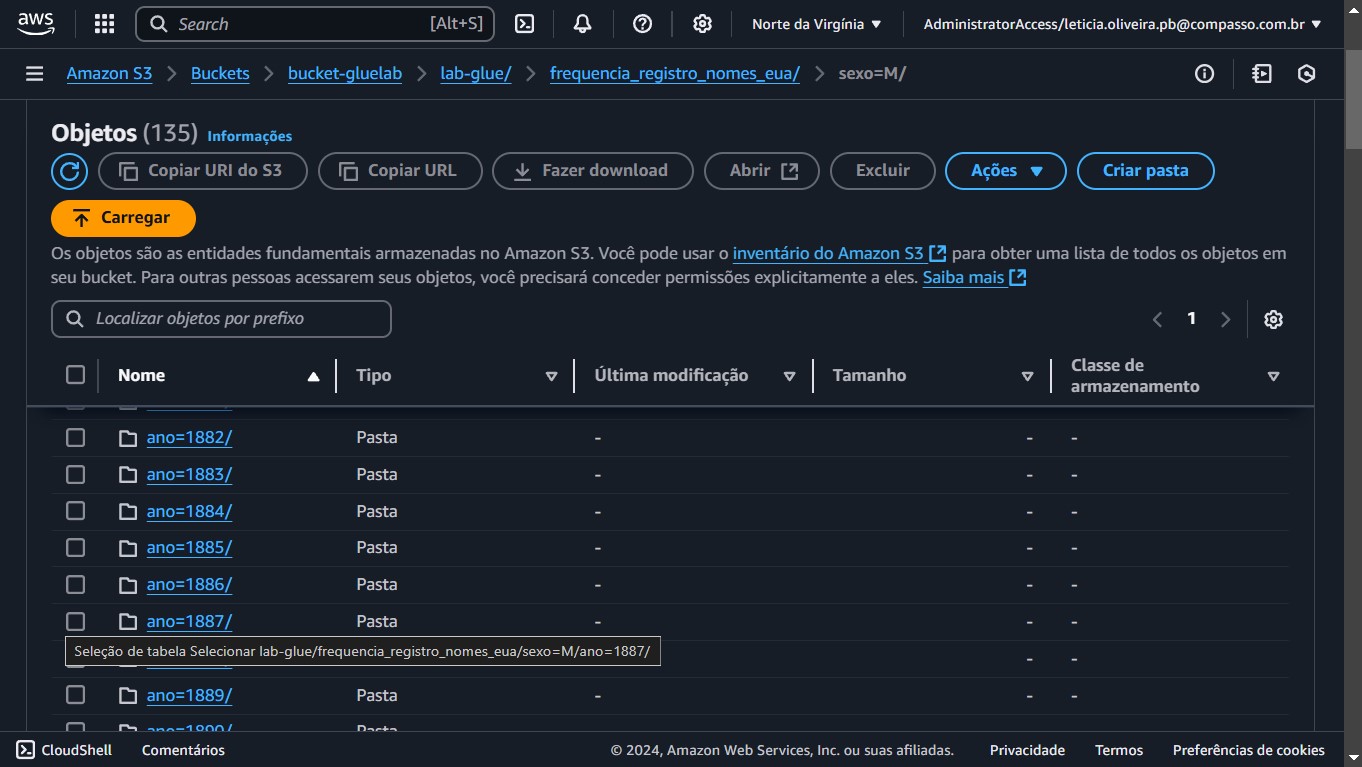 aws Search [Alt+S] Norte da Virgínia AdministratorAccess/leticia.oliveira.pb@compasso.com.br
Amazon S3 Buckets bucket-gluelab lab-glue/ frequencia_registro_nomes_eua/ sexo=M/
Objetos (135) Informações
Copiar URI do S3 Copiar URL Fazer download Abrir Excluir Ações Criar pasta
Carregar
Os objetos são as entidades fundamentais armazenadas no Amazon S3. Você pode usar o inventário do Amazon S3 para obter uma lista de todos os objetos em
seu bucket. Para outras pessoas acessarem seus objetos, você precisará conceder permissões explicitamente a eles. Saiba mais
Localizar objetos por prefixo 1
Nome Tipo Última modificação Tamanho Classe de
armazenamento
ano=1882/ Pasta - - -
ano=1883/ Pasta - - -
ano=1884/ Pasta - - -
ano=1885/ Pasta - - -
ano=1886/ Pasta - - -
ano=1887/ Pasta - - -
Seleção de tabela Selecionar lab-glue/frequencia_registro_nomes_eua/sexo=M/ano=1887/ - -
ano=1889/ Pasta - - -
ano=1890/ Pasta
CloudShell Comentários © 2024, Amazon Web Services, Inc. ou suas afiliadas. Privacidade Termos Preferências de cookies